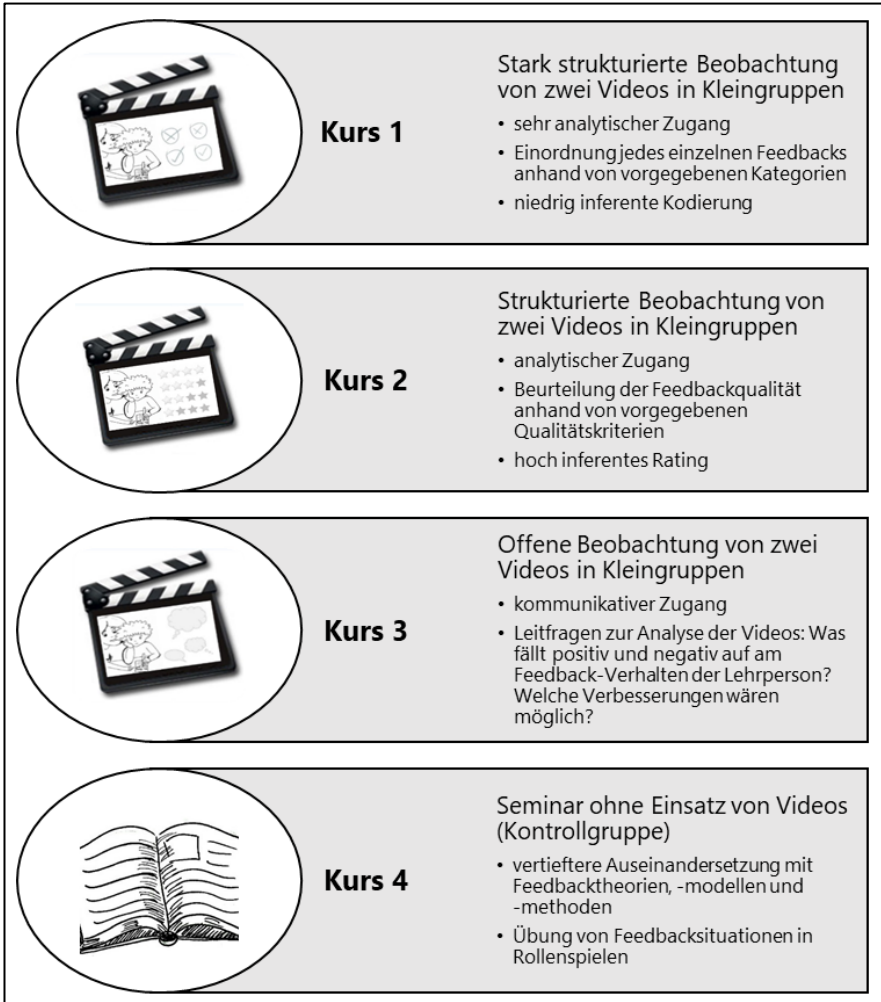 Kurs 1
Stark strukturierte Beobachtung
von zwei Videos in Kleingruppen
• sehr analytischer Zugang
• Einordnung jedes einzelnen Feedbacks
anhand von vorgegebenen Kategorien
• niedrig inferente Kodierung
Kurs 2
Strukturierte Beobachtung von
zwei Videos in Kleingruppen
• analytischer Zugang
• Beurteilung der Feedbackqualität
anhand von vorgegebenen
Qualitätskriterien
• hoch inferentes Rating
Kurs 3
Offene Beobachtung von zwei
Videos in Kleingruppen
• kommunikativer Zugang
• Leitfragen zur Analyse der Videos: Was
fällt positiv und negativ auf am
Feedback-Verhalten der Lehrperson?
Welche Verbesserungen wären
möglich?
Kurs 4
Seminar ohne Einsatz von Videos
(Kontrollgruppe)
• vertieftere Auseinandersetzung mit
Feedbacktheorien, -modellen und
-methoden
• Übung von Feedbacksituationen in
Rollenspielen